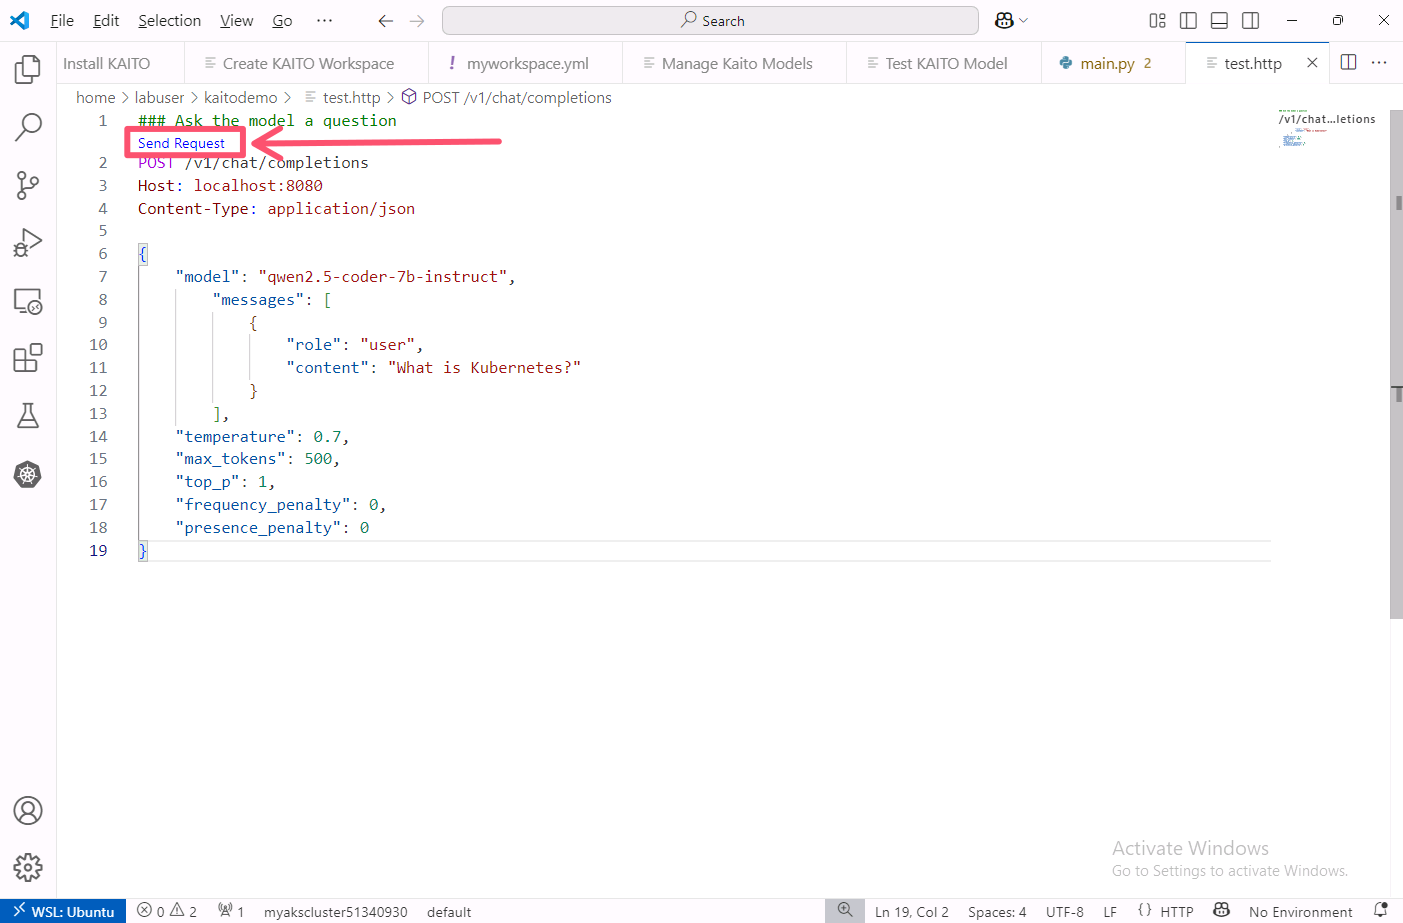 File Edit Selection View Go ··· Search
Install KAITO Create KAITO Workspace ! myworkspace.yml Manage Kaito Models Test KAITO Model main.py 2 test.http
home > labuser > kaitodemo > test.http > POST /v1/chat/completions
1 ### Ask the model a question
Send Request
2 POST /v1/chat/completions
3 Host: localhost:8080
4 Content-Type: application/json
5
6 {
7 "model": "qwen2.5-coder-7b-instruct",
8 "messages": [
9 {
10 "role": "user",
11 "content": "What is Kubernetes?"
12 }
13 ],
14 "temperature": 0.7,
15 "max_tokens": 500,
16 "top_p": 1,
17 "frequency_penalty": 0,
18 "presence_penalty": 0
19 }
/v1/chat…letions
Activate Windows
Go to Settings to activate Windows.
WSL: Ubuntu 0 2 1 myakscluster51340930 default Ln 19, Col 2 Spaces: 4 UTF-8 LF {} HTTP No Environment